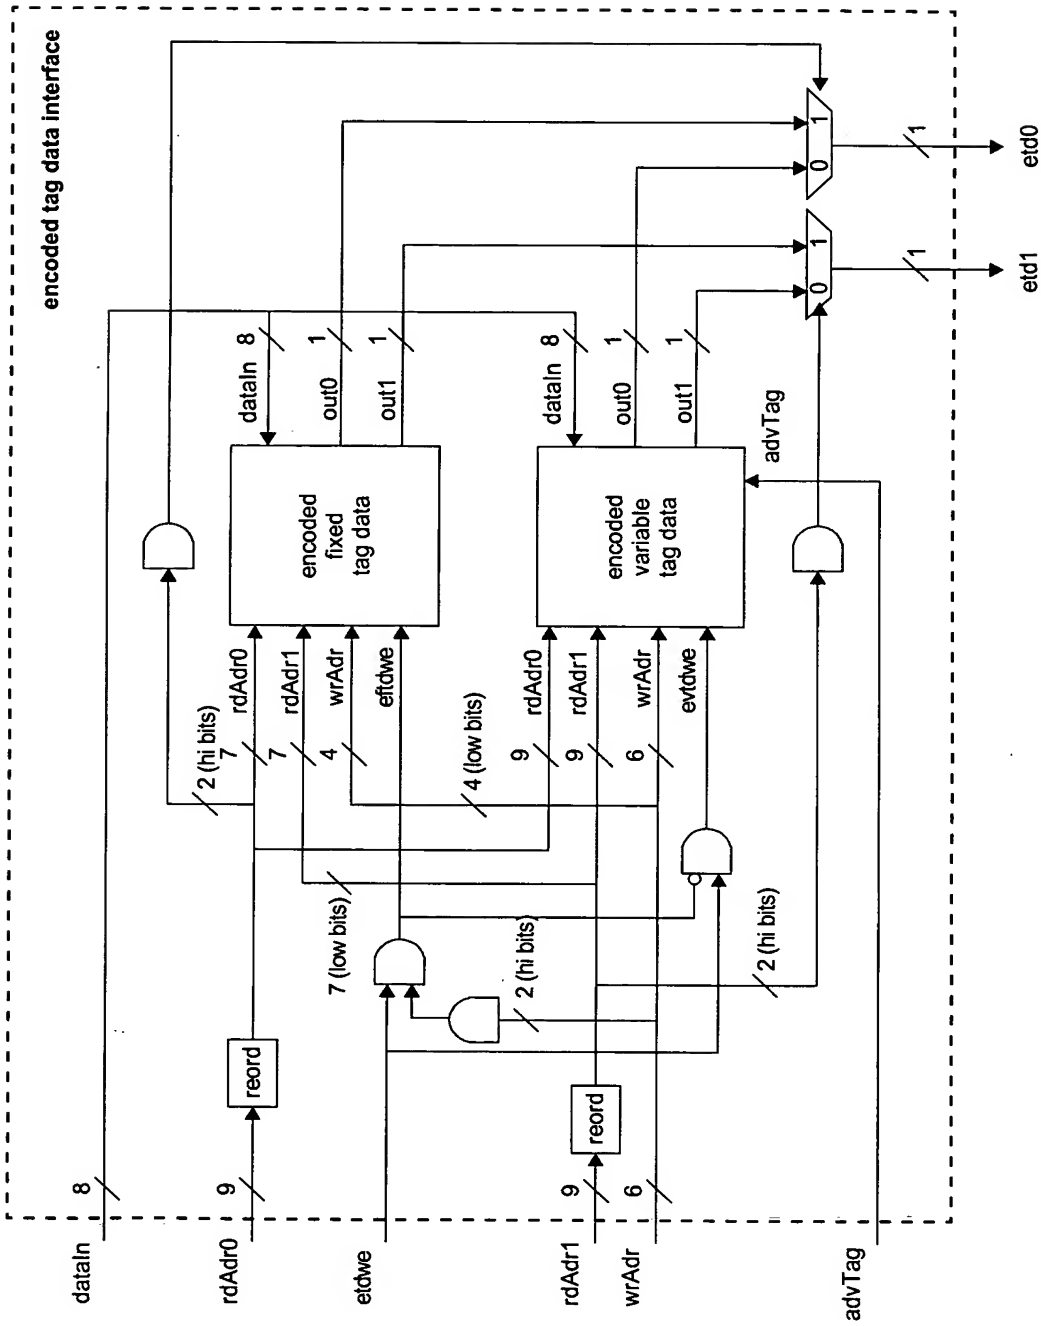 encoded tag data interface
dataIn
8
rdAdr0
9
etdwe
rdAdr1
9
wrAdr
6
advTag
reord
reord
2 (hi bits)
7
rdAdr0
7
rdAdr1
4
wrAdr
eftdwe
7 (low bits)
4 (low bits)
2 (hi bits)
encoded
fixed
tag data
dataIn
8
out0
1
out1
1
9
rdAdr0
9
rdAdr1
6
wrAdr
evtdwe
2 (hi bits)
encoded
variable
tag data
dataIn
8
out0
1
out1
1
advTag
0 1
0 1
1
etd0
1
etd1